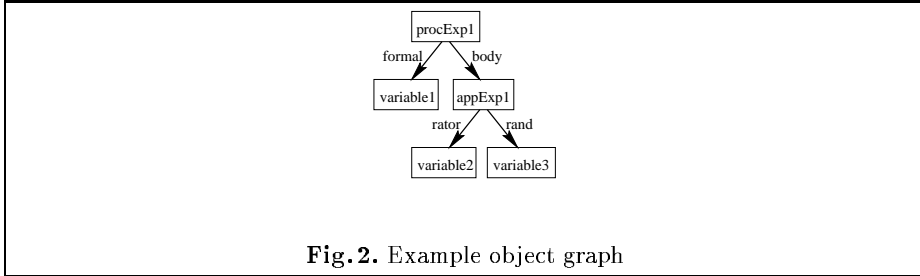 procExp1
formal body
variable1 appExp1
rator rand
variable2 variable3
Fig. 2. Example object graph